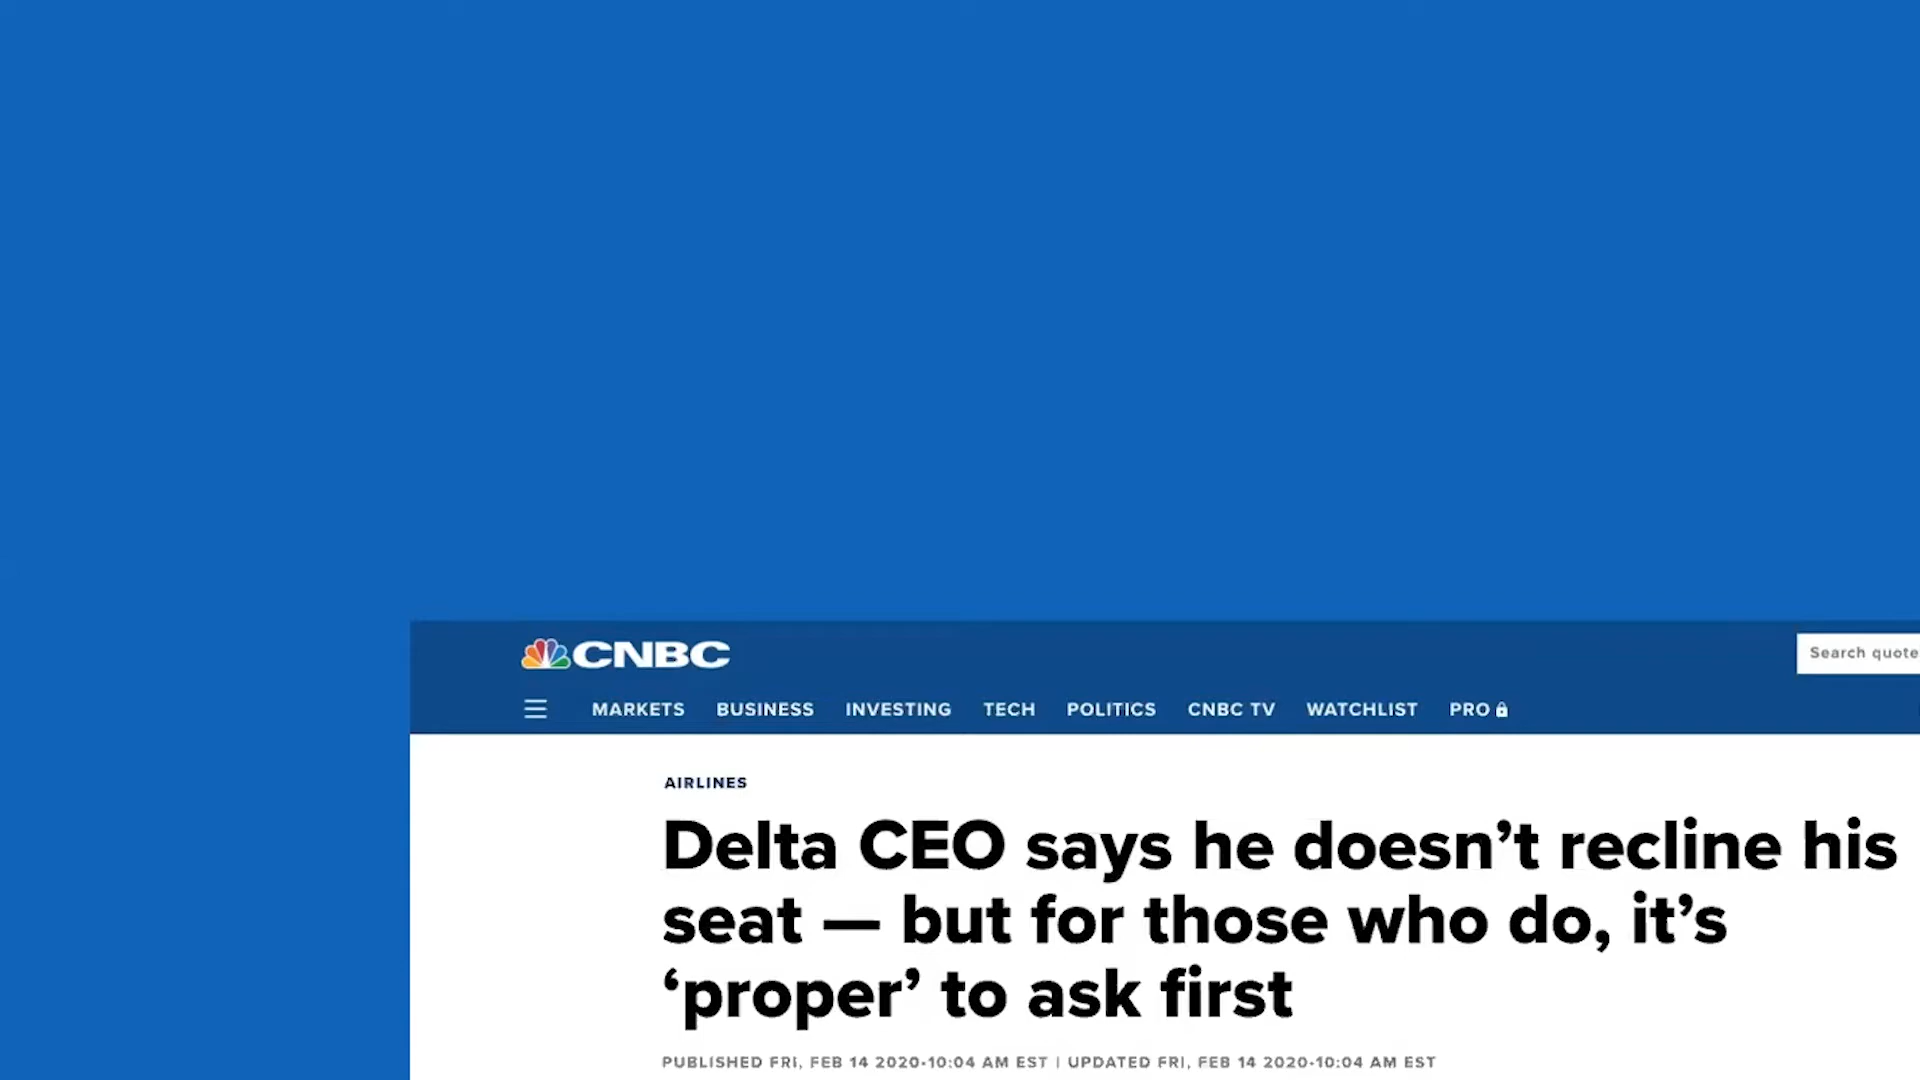 CNBC
Search quote
MARKETS BUSINESS INVESTING TECH POLITICS CNBC TV WATCHLIST PRO
AIRLINES
Delta CEO says he doesn’t recline his
seat — but for those who do, it’s
‘proper’ to ask first
PUBLISHED FRI, FEB 14 2020•10:04 AM EST | UPDATED FRI, FEB 14 2020•10:04 AM EST